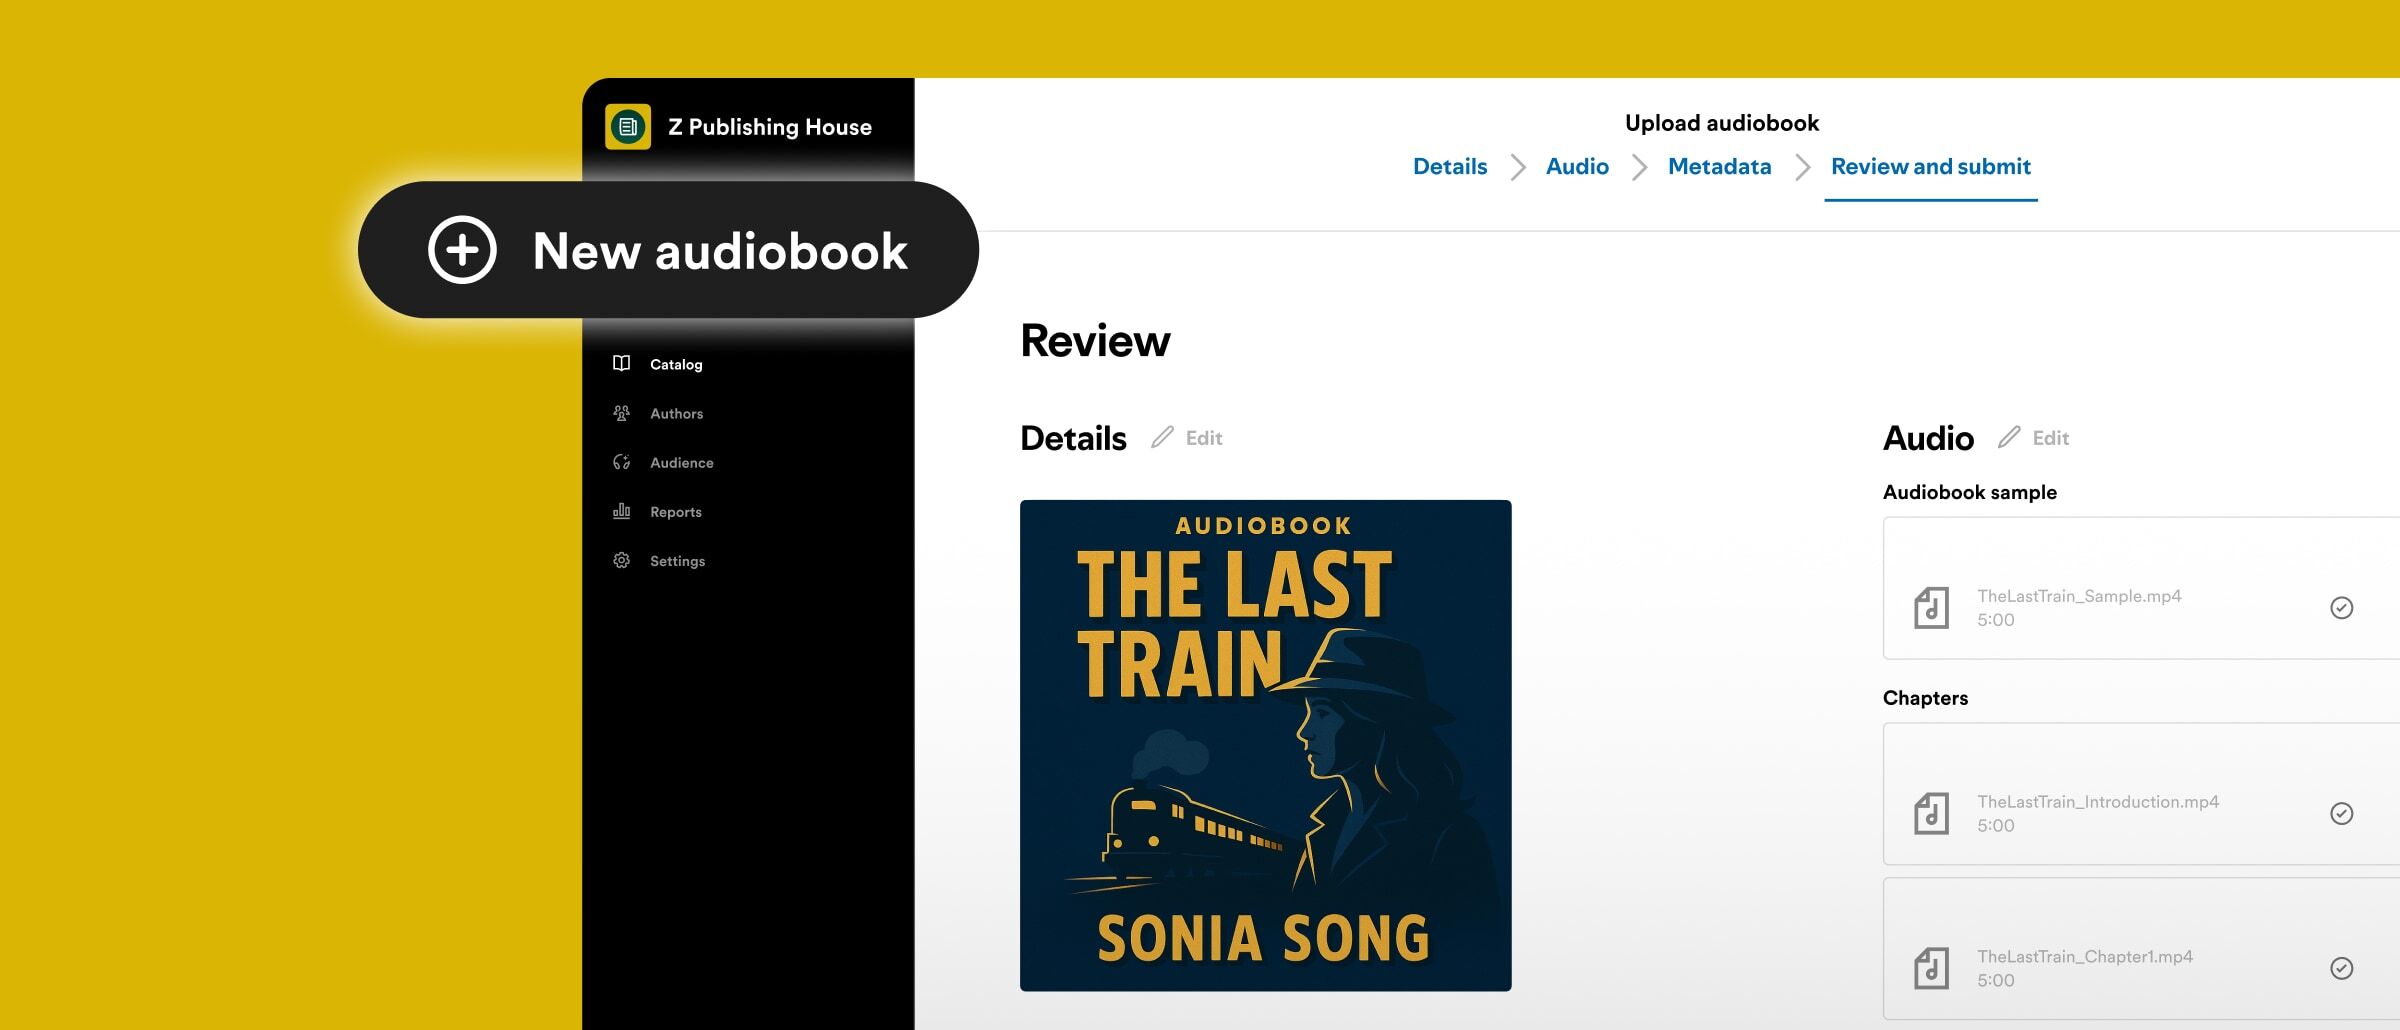 Z Publishing House
New audiobook
Catalog
Authors
Audience
Reports
Settings
Upload audiobook
Details
Audio
Metadata
Review and submit
Review
Details
Edit
AUDIOBOOK
THE LAST
TRAIN
SONIA SONG
Audio
Edit
Audiobook sample
TheLastTrain_Sample.mp4
5:00
Chapters
TheLastTrain_Introduction.mp4
5:00
TheLastTrain_Chapter1.mp4
5:00